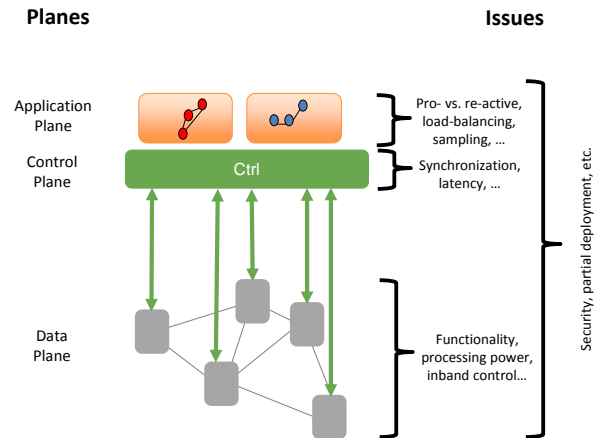 Planes
Issues
Application
Plane
Pro- vs. re-active,
load-balancing,
sampling, …
Control
Plane
Ctrl
Synchronization,
latency, …
Security, partial deployment, etc.
Data
Plane
Functionality,
processing power,
inband control…